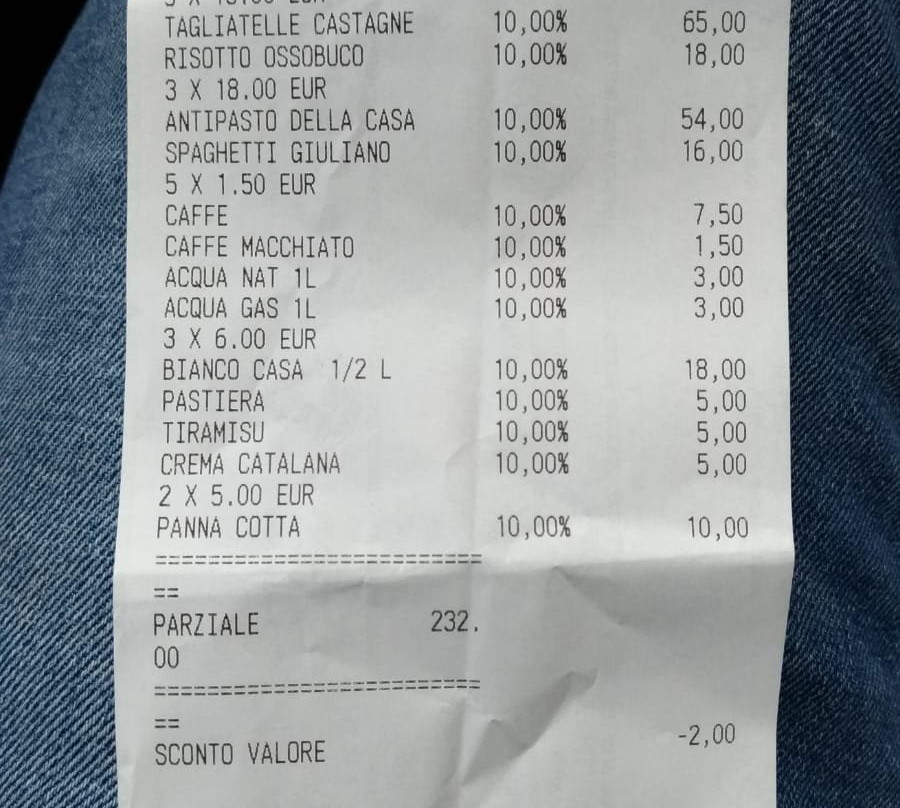 TAGLIATELLE CASTAGNE 10,00% 65,00
RISOTTO OSSOBUCO 10,00% 18,00
3 X 18.00 EUR
ANTIPASTO DELLA CASA 10,00% 54,00
SPAGHETTI GIULIANO 10,00% 16,00
5 X 1.50 EUR
CAFFE 10,00% 7,50
CAFFE MACCHIATO 10,00% 1,50
ACQUA NAT 1L 10,00% 3,00
ACQUA GAS 1L 10,00% 3,00
3 X 6.00 EUR
BIANCO CASA 1/2 L 10,00% 18,00
PASTIERA 10,00% 5,00
TIRAMISU 10,00% 5,00
CREMA CATALANA 10,00% 5,00
2 X 5.00 EUR
PANNA COTTA 10,00% 10,00
=========================
==
PARZIALE 232.
00
=========================
==
SCONTO VALORE -2,00